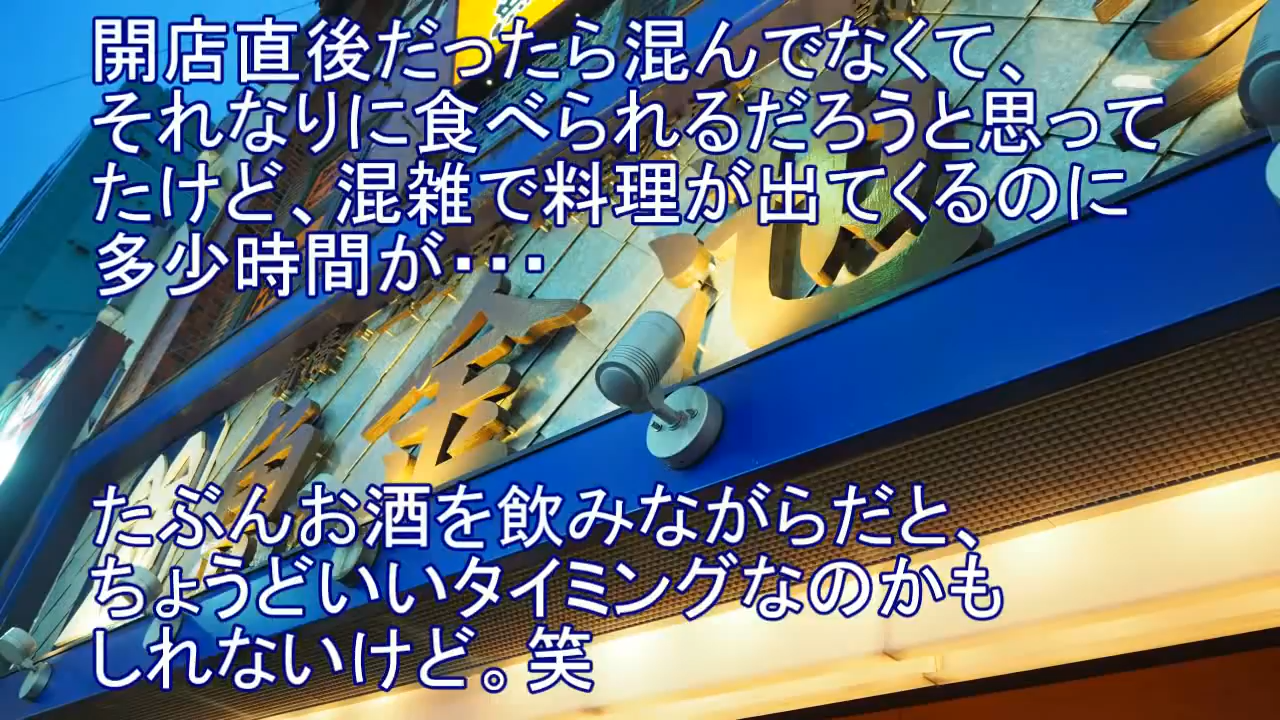 開店直後だったら混んでなくて、
それなりに食べられるだろうと思って
たけど、混雑で料理が出てくるのに
多少時間が・・・
たぶんお酒を飲みながらだと、
ちょうどいいタイミングなのかも
しれないけど。笑